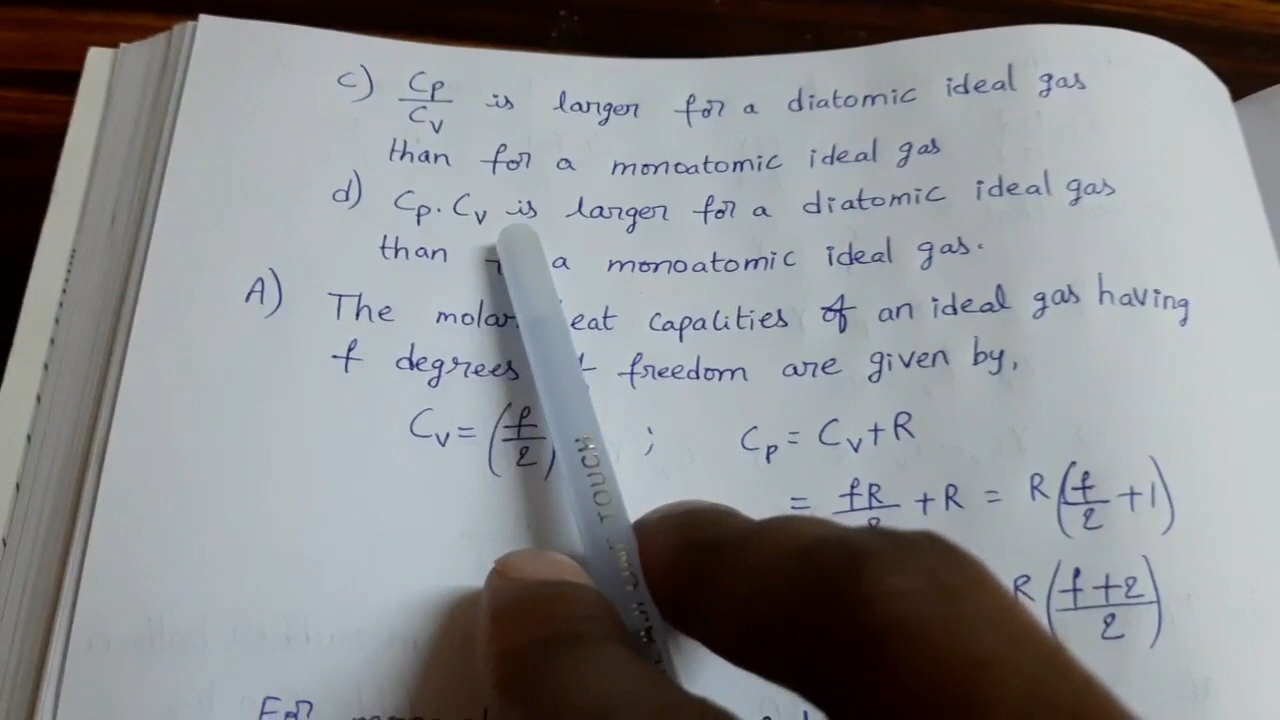 c) Cp/Cv is larger for a diatomic ideal gas
than for a monoatomic ideal gas
d) Cp.Cv is larger for a diatomic ideal gas
than a monoatomic ideal gas.
A) The molar eat capalities of an ideal gas having
f degrees freedom are given by,
Cv = (f/2) ; Cp = Cv+R
= fR/2 + R = R(f/2 +1)
R(f+2/2)
For
TOUCH